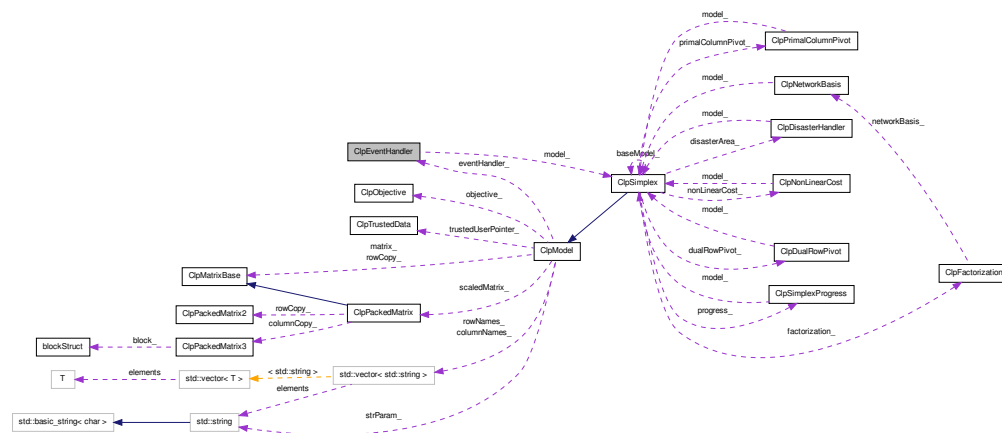 model_
ClpPrimalColumnPivot
primalColumnPivot_
model_
ClpNetworkBasis
networkBasis_
model_
ClpDisasterHandler
disasterArea_
ClpEventHandler
model_
baseModel_
eventHandler_
ClpSimplex
model_
ClpNonLinearCost
nonLinearCost_
ClpObjective
objective_
model_
ClpTrustedData
trustedUserPointer_
ClpModel
dualRowPivot_
ClpDualRowPivot
matrix_
rowCopy_
ClpMatrixBase
model_
ClpFactorization
scaledMatrix_
ClpSimplexProgress
progress_
ClpPackedMatrix2
rowCopy_
ClpPackedMatrix
columnCopy_
rowNames_
columnNames_
factorization_
blockStruct
block_
ClpPackedMatrix3
T
elements
std::vector< T >
< std::string >
std::vector< std::string >
elements
std::basic_string< char >
std::string
strParam_